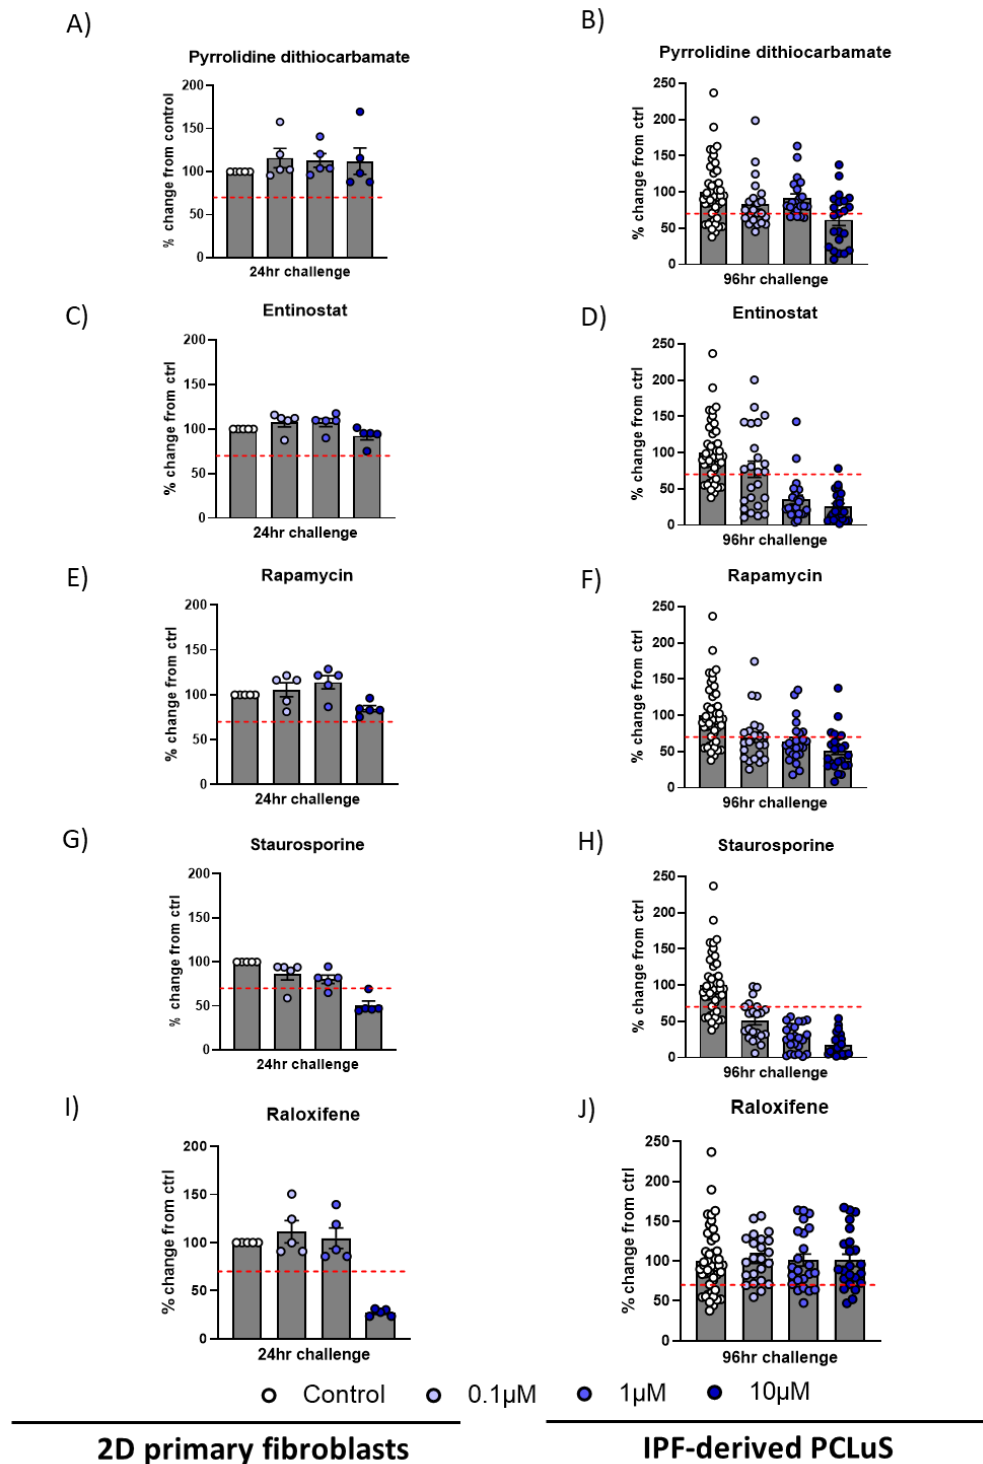 A)
Pyrrolidine dithiocarbamate
% change from control
200
150
100
50
0
24hr challenge
B)
Pyrrolidine dithiocarbamate
% change from ctrl
250
200
150
100
50
0
96hr challenge
C)
Entinostat
% change from ctrl
200
150
100
50
0
24hr challenge
D)
Entinostat
% change from ctrl
250
200
150
100
50
0
96hr challenge
E)
Rapamycin
% change from ctrl
200
150
100
50
0
24hr challenge
F)
Rapamycin
% change from ctrl
250
200
150
100
50
0
96hr challenge
G)
Staurosporine
% change from ctrl
200
150
100
50
0
24hr challenge
H)
Staurosporine
% change from ctrl
250
200
150
100
50
0
96hr challenge
I)
Raloxifene
% change from ctrl
200
150
100
50
0
24hr challenge
J)
Raloxifene
% change from ctrl
250
200
150
100
50
0
96hr challenge
Control 0.1μM 1μM 10μM
2D primary fibroblasts
IPF-derived PCLuS